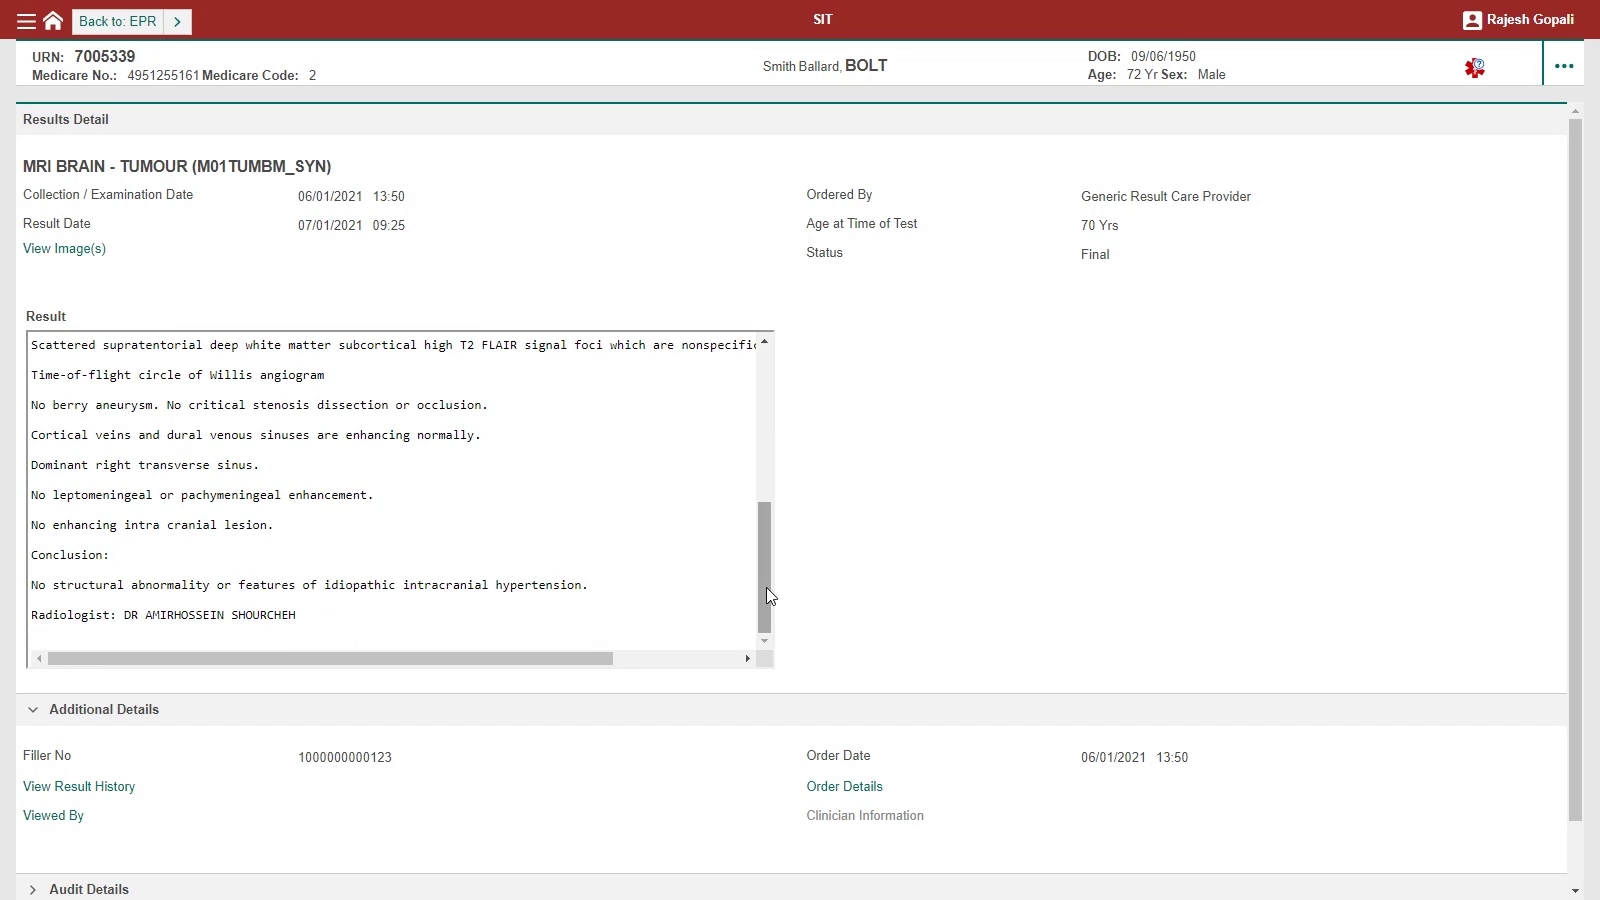 Back to: EPR
SIT
Rajesh Gopali
URN: 7005339
Medicare No.: 4951255161 Medicare Code: 2
Smith Ballard, BOLT
DOB: 09/06/1950
Age: 72 Yr Sex: Male
Results Detail
MRI BRAIN - TUMOUR (M01TUMBM_SYN)
Collection / Examination Date 06/01/2021 13:50
Ordered By Generic Result Care Provider
Result Date 07/01/2021 09:25
Age at Time of Test 70 Yrs
View Image(s)
Status Final
Result
Scattered supratentorial deep white matter subcortical high T2 FLAIR signal foci which are nonspecific
Time-of-flight circle of Willis angiogram
No berry aneurysm. No critical stenosis dissection or occlusion.
Cortical veins and dural venous sinuses are enhancing normally.
Dominant right transverse sinus.
No leptomeningeal or pachymeningeal enhancement.
No enhancing intra cranial lesion.
Conclusion:
No structural abnormality or features of idiopathic intracranial hypertension.
Radiologist: DR AMIRHOSSEIN SHOURCHEH
Additional Details
Filler No 1000000000123
Order Date 06/01/2021 13:50
View Result History
Order Details
Viewed By
Clinician Information
Audit Details